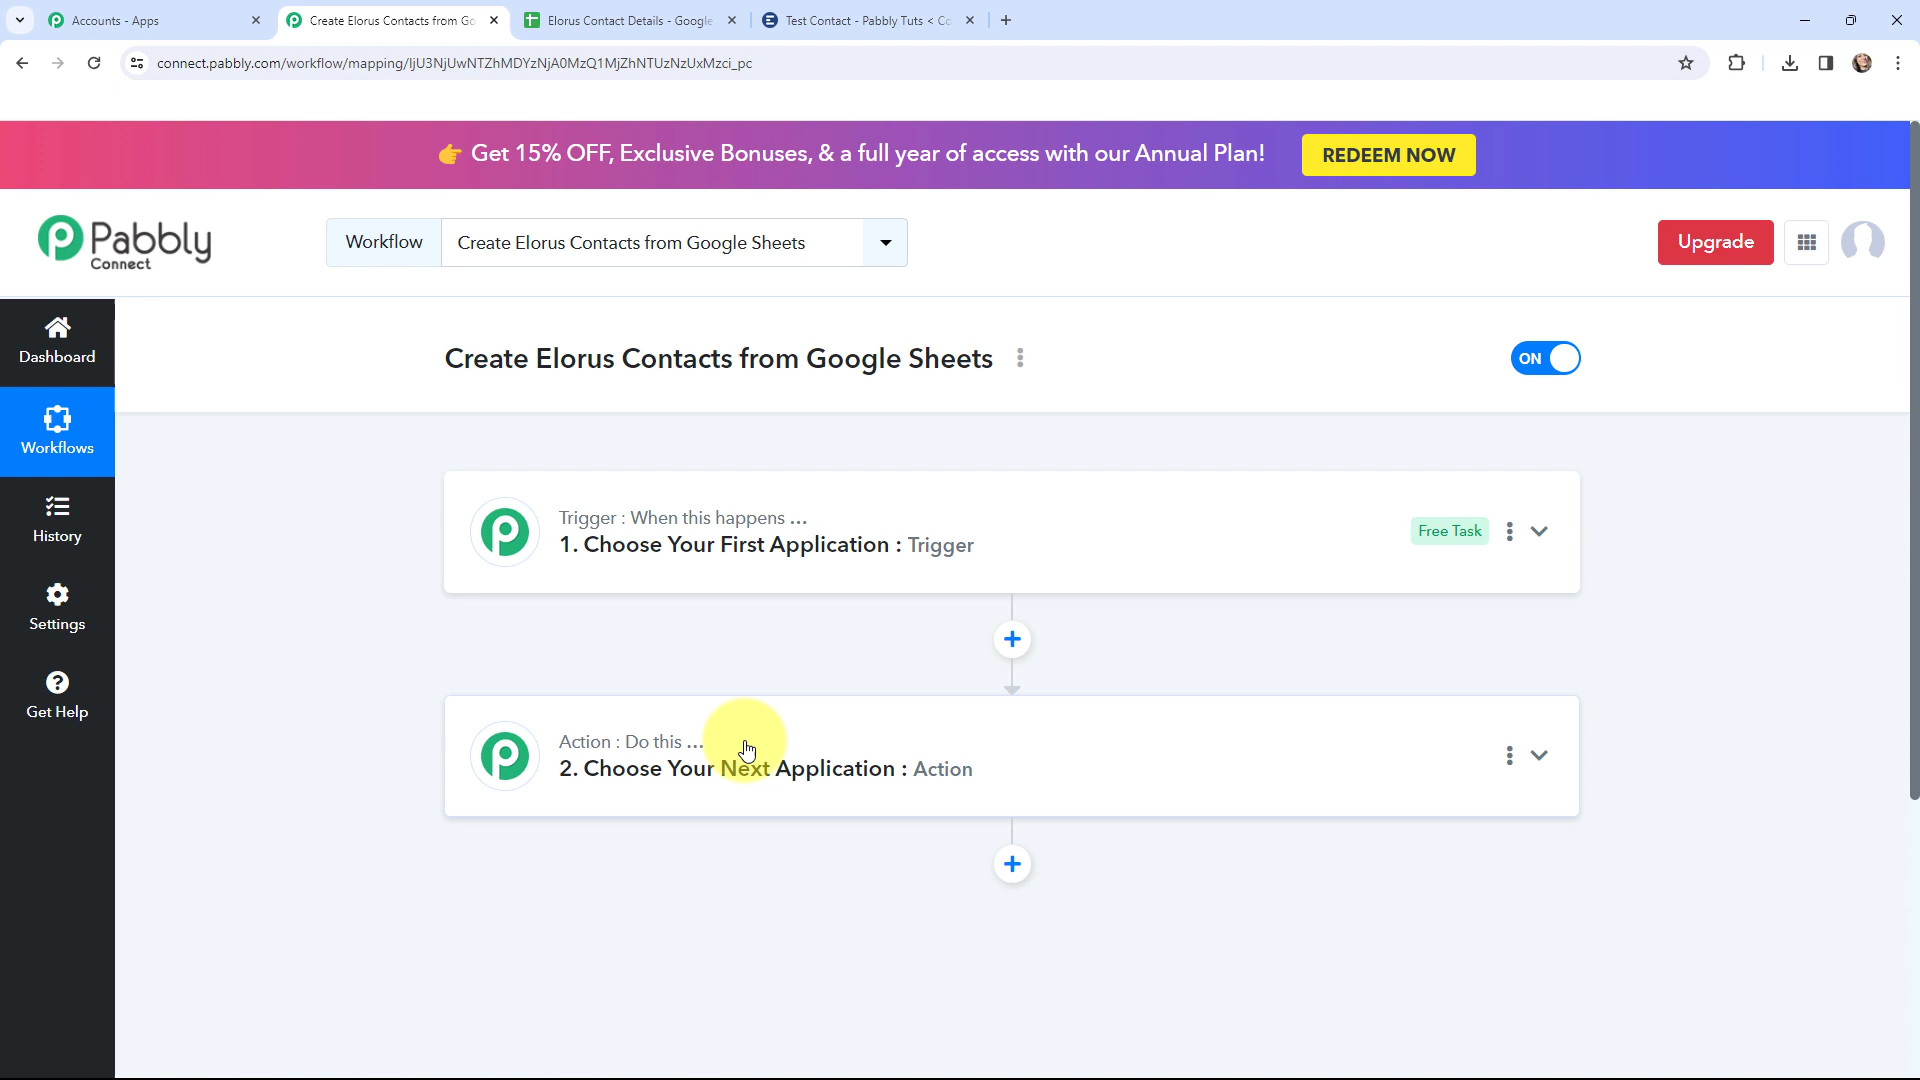 Accounts - Apps
Create Elorus Contacts from Go
Elorus Contact Details - Google
Test Contact - Pabbly Tuts < Co
connect.pabbly.com/workflow/mapping/IjU3NjUwNTZhMDYzNjA0MzQ1MjZhNTUzNzUxMzci_pc
👉 Get 15% OFF, Exclusive Bonuses, & a full year of access with our Annual Plan!
REDEEM NOW
Pabbly
Connect
Workflow
Create Elorus Contacts from Google Sheets
Upgrade
Dashboard
Workflows
History
Settings
Get Help
Create Elorus Contacts from Google Sheets
ON
Trigger : When this happens ...
1. Choose Your First Application : Trigger
Free Task
Action : Do this ...
2. Choose Your Next Application : Action